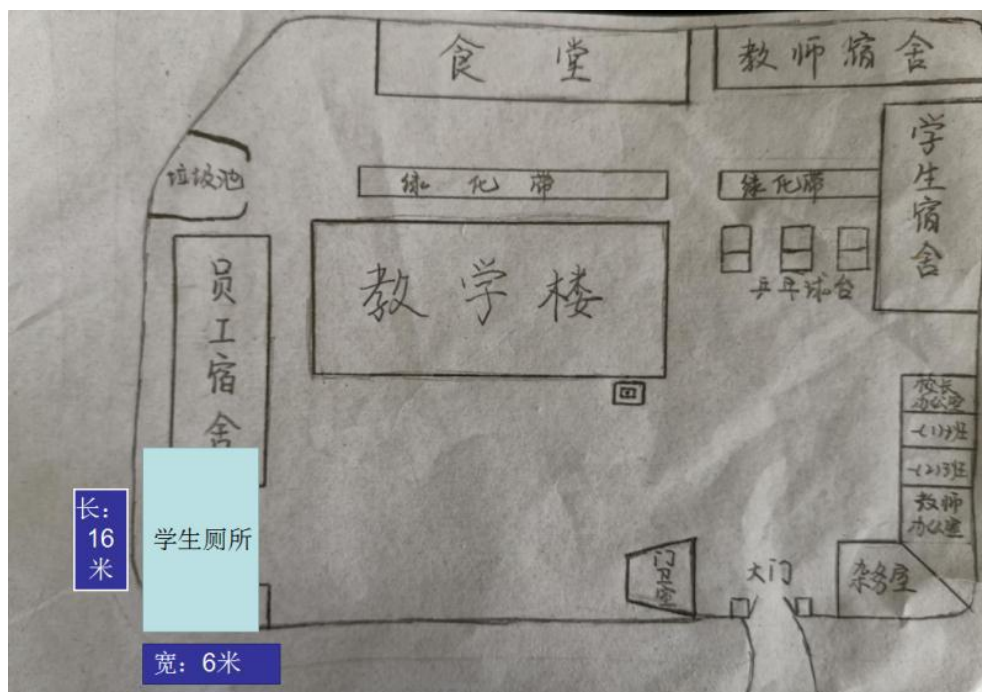 食堂
教师宿舍
学生宿舍
垃圾池
绿化带
绿化带
教学楼
乒乓球台
员工宿舍
校长
办公室
一(1)班
一(2)班
教师
办公室
学生厕所
长：
16
米
宽：6米
门卫室
大门
杂务室